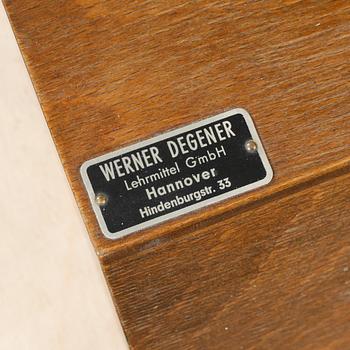 WERNER DEGENER
Lehrmittel GmbH
Hannover
Hindenburgstr. 33